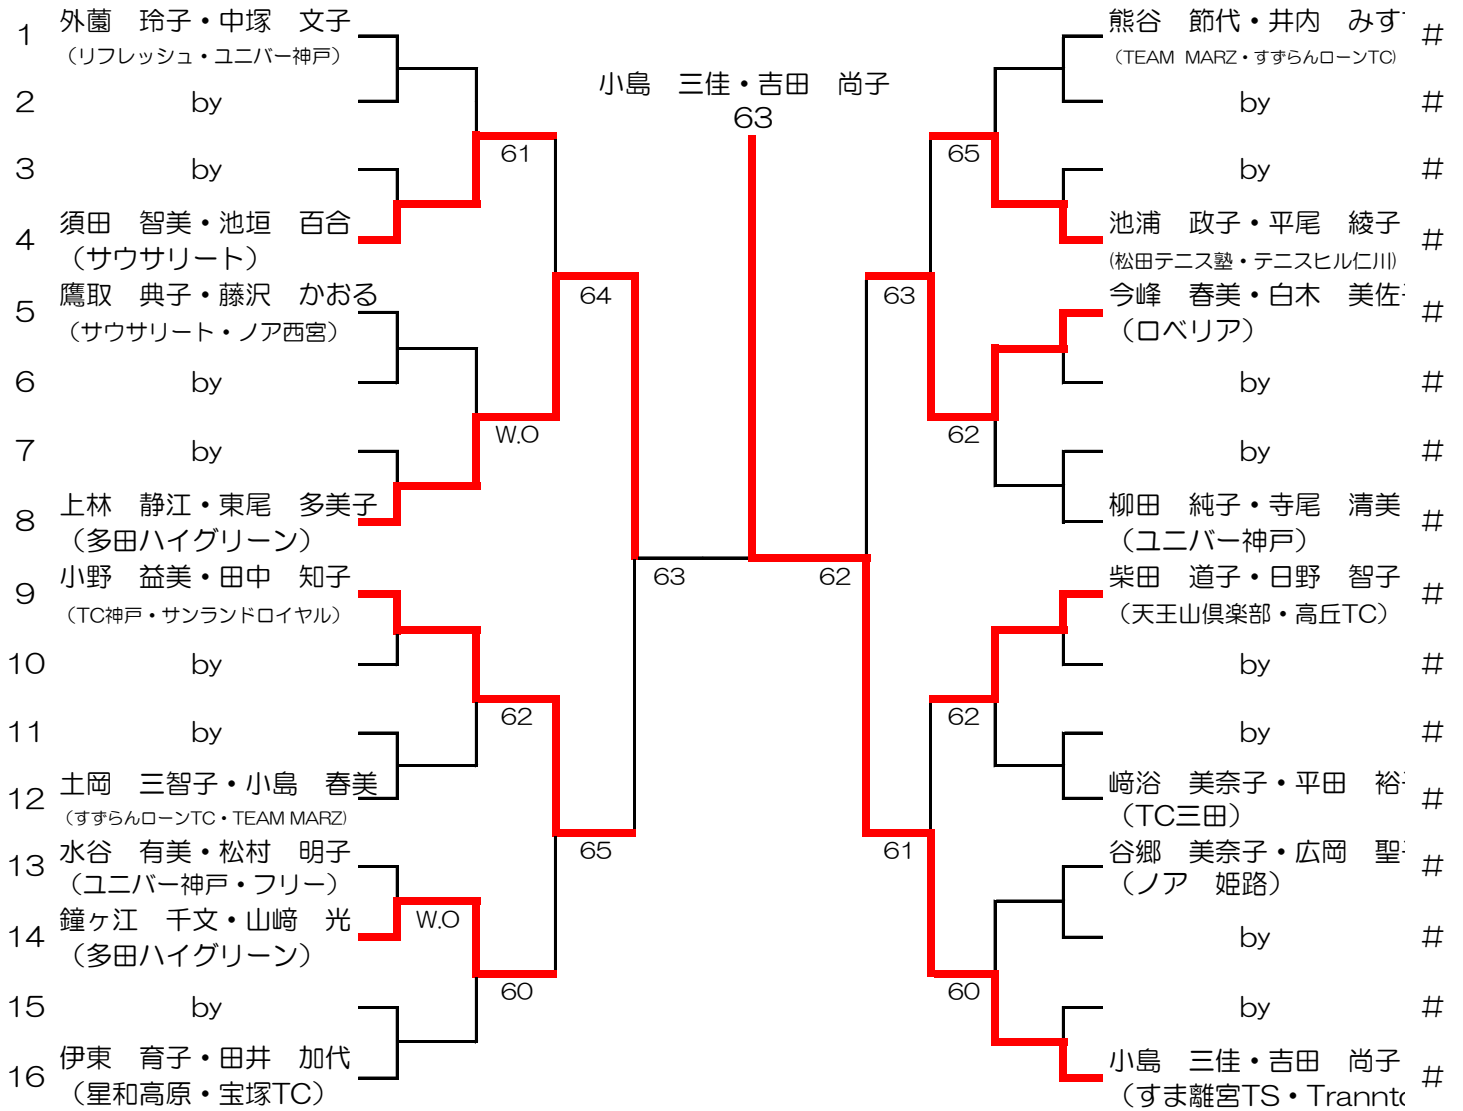 1 外薗 玲子・中塚 文子
（リフレッシュ・ユニバー神戸）
2 by
3 by
4 須田 智美・池垣 百合
（サウサリート）
5 鷹取 典子・藤沢 かおる
（サウサリート・ノア西宮）
6 by
7 by
8 上林 静江・東尾 多美子
（多田ハイグリーン）
9 小野 益美・田中 知子
（TC神戸・サンランドロイヤル）
10 by
11 by
12 土岡 三智子・小島 春美
（すずらんローンTC・TEAM MARZ)
13 水谷 有美・松村 明子
（ユニバー神戸・フリー）
14 鐘ヶ江 千文・山﨑 光
（多田ハイグリーン）
15 by
16 伊東 育子・田井 加代
（星和高原・宝塚TC）
61
W.O
62
W.O
60
64
65
63
小島 三佳・吉田 尚子
63
62
63
61
65
62
62
60
熊谷 節代・井内 みす #
（TEAM MARZ・すずらんローンTC)
by #
by #
池浦 政子・平尾 綾子 #
(松田テニス塾・テニスヒル仁川)
今峰 春美・白木 美佐 #
（ロベリア）
by #
by #
柳田 純子・寺尾 清美 #
（ユニバー神戸）
柴田 道子・日野 智子 #
（天王山倶楽部・高丘TC）
by #
by #
﨑浴 美奈子・平田 裕 #
（TC三田）
谷郷 美奈子・広岡 聖 #
（ノア 姫路）
by #
by #
小島 三佳・吉田 尚子 #
（すま離宮TS・Trannt